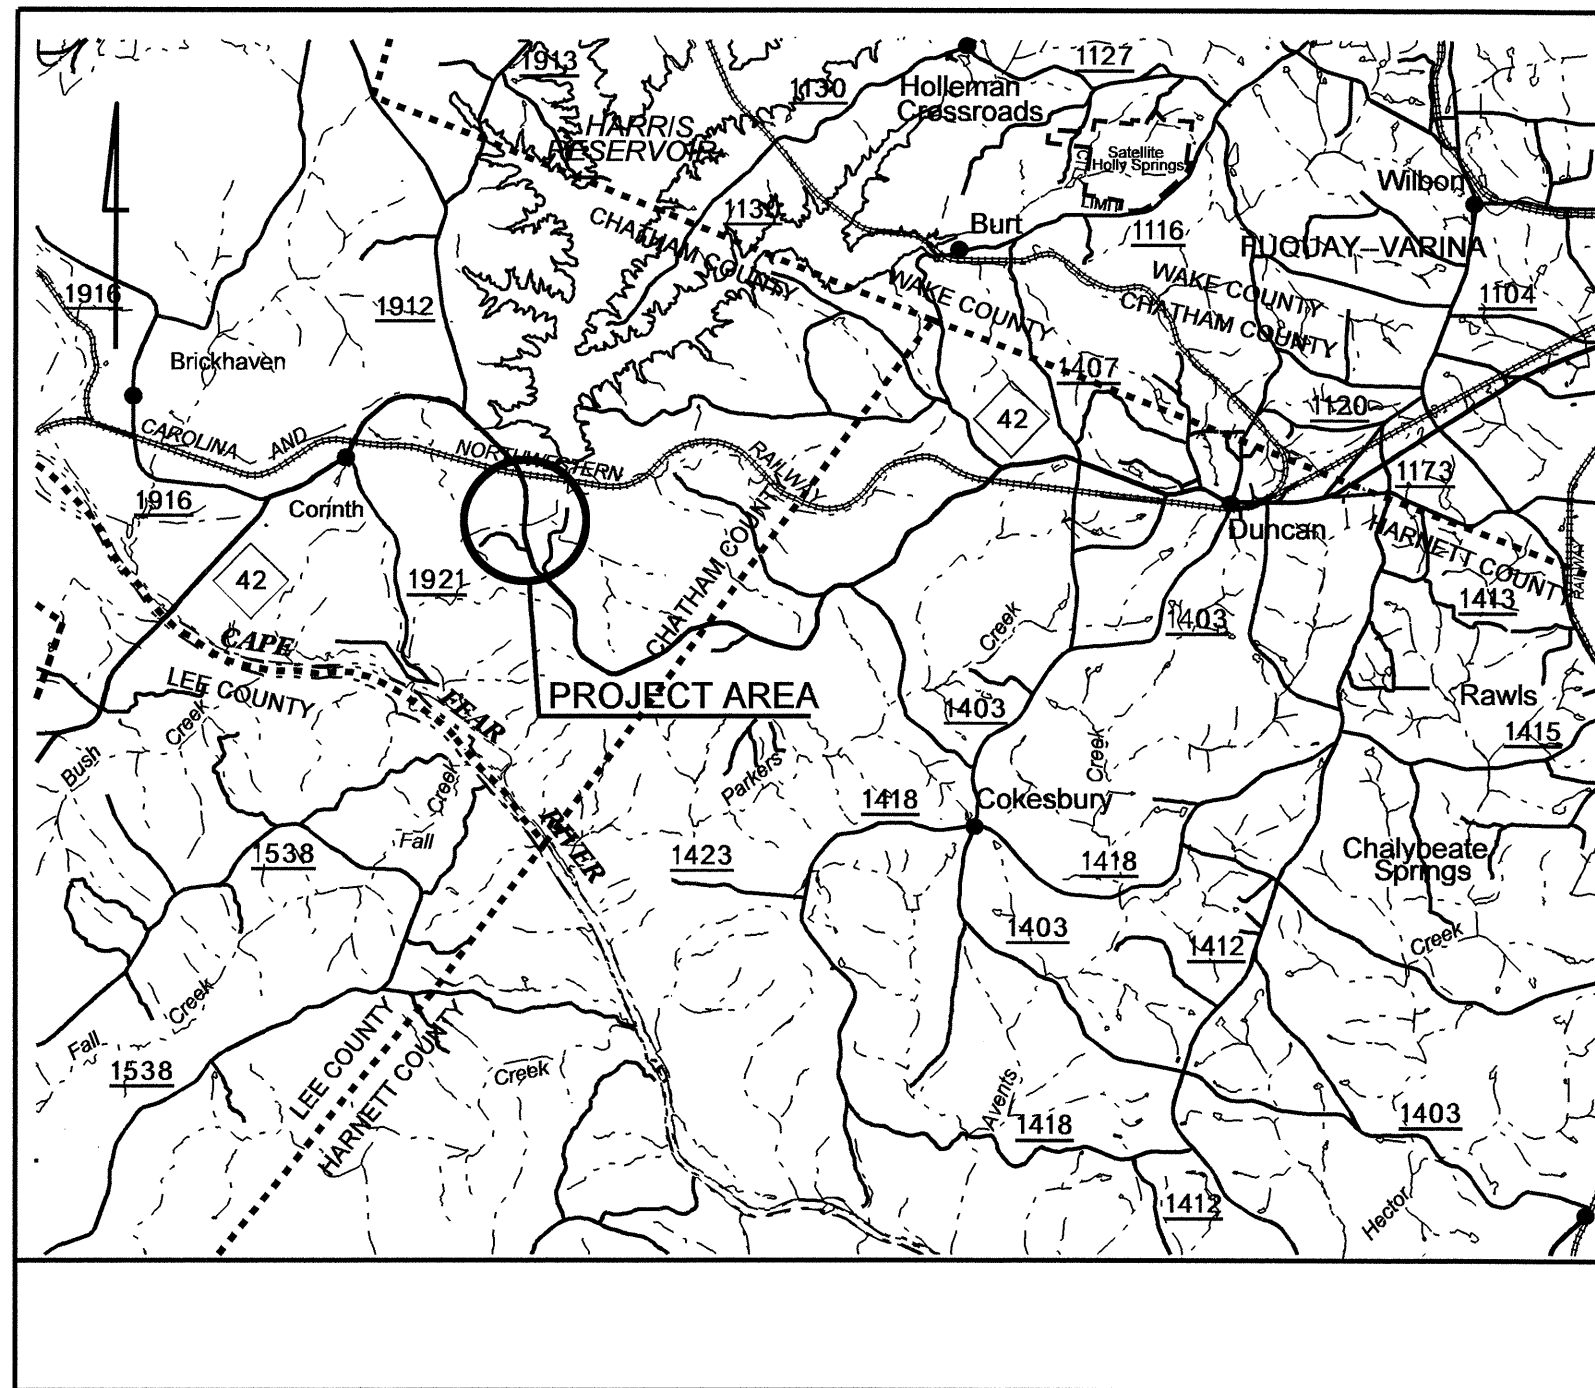 1913
1127
1130
Holleman
Crossroads
HARRIS
RESERVOIR
CITY
Satellite
Holly Springs
LIMIT
Wilbon
CHATHAM COUNTY
Burt
1116
FUQUAY-VARINA
1916
1912
WAKE COUNTY
WAKE COUNTY
CHATHAM COUNTY
1104
Brickhaven
1407
42
1120
CAROLINA AND NORTHWESTERN RAILWAY
1173
1916
Corinth
Duncan
HARNETT COUNTY
RAILWAY
42
1921
CHATHAM COUNTY
Creek
1403
1413
CAPE FEAR RIVER
LEE COUNTY
PROJECT AREA
1403
Rawls
Creek
Bush
Creek
1415
Creek
Parkers
1418
Cokesbury
1538
Fall
1423
1418
Chalybeate
Springs
1403
1412
Creek
Creek
Fall
1538
LEE COUNTY
HARNETT COUNTY
Creek
Avents
1418
1403
1412
Hector